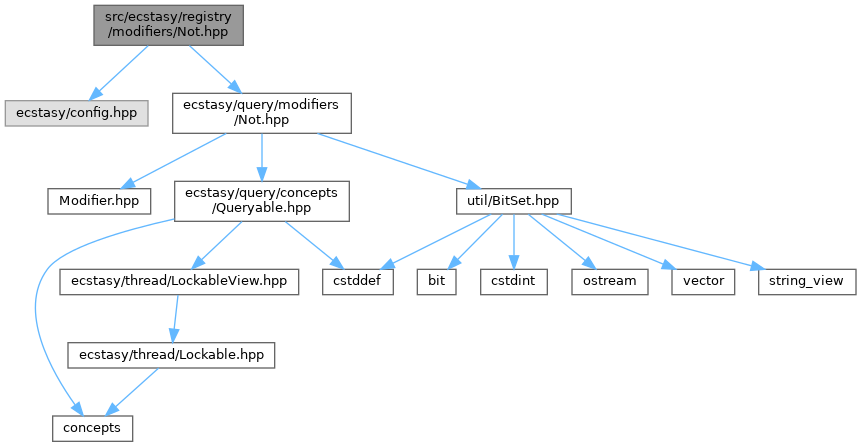 src/ecstasy/registry
/modifiers/Not.hpp
ecstasy/config.hpp
ecstasy/query/modifiers
/Not.hpp
Modifier.hpp
ecstasy/query/concepts
/Queryable.hpp
util/BitSet.hpp
ecstasy/thread/LockableView.hpp
cstddef
bit
cstdint
ostream
vector
string_view
ecstasy/thread/Lockable.hpp
concepts